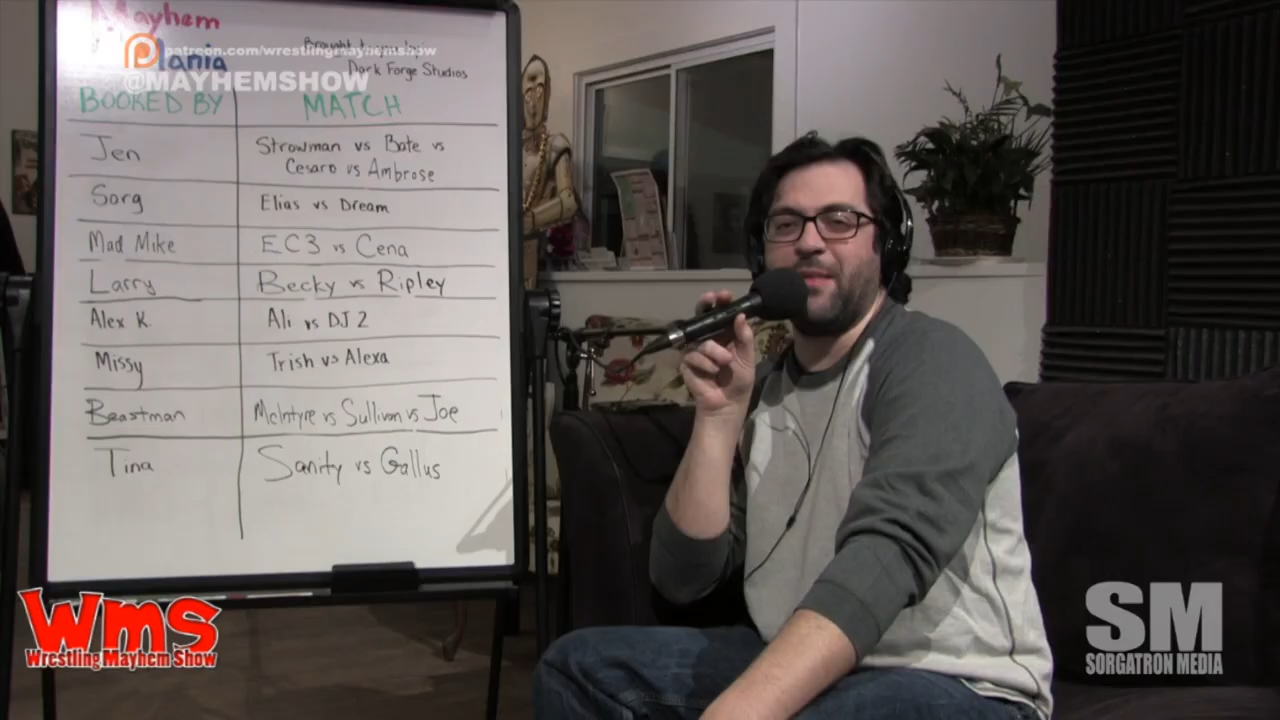 Mayhem
Mania
patreon.com/wrestlingmayhemshow
Dark Forge Studios
@MAYHEMSHOW
BOOKED BY MATCH
Jen Strowman vs Bate vs
Cesaro vs Ambrose
Sorg Elias vs Dream
Mad Mike EC3 vs Cena
Larry Becky vs Ripley
Alex K. Ali vs DJ2
Missy Trish vs Alexa
Beastman McIntyre vs Sullivan vs Joe
Tina Sanity vs Gallus
Wms
Wrestling Mayhem Show
SM
SORGATRON MEDIA